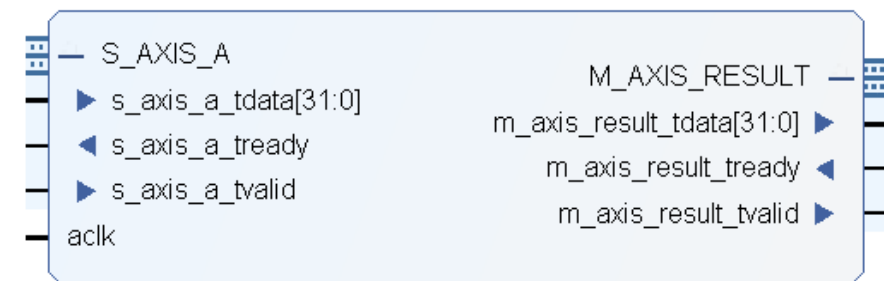 S_AXIS_A
s_axis_a_tdata[31:0]
s_axis_a_tready
s_axis_a_tvalid
aclk
M_AXIS_RESULT
m_axis_result_tdata[31:0]
m_axis_result_tready
m_axis_result_tvalid